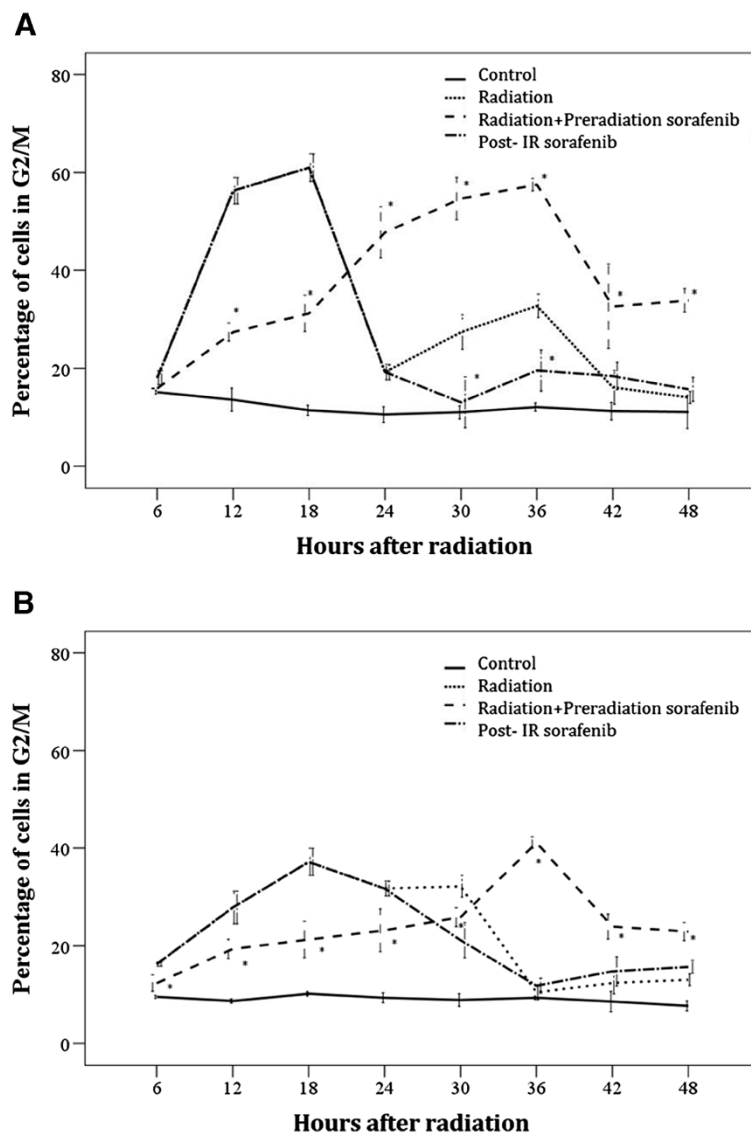 A
80
60
40
20
0
Percentage of cells in G2/M
Control
Radiation
Radiation+Preradiation sorafenib
Post- IR sorafenib
* * * * * * * * *
6 12 18 24 30 36 42 48
Hours after radiation
B
80
60
40
20
0
Percentage of cells in G2/M
Control
Radiation
Radiation+Preradiation sorafenib
Post- IR sorafenib
* * * * * * * *
6 12 18 24 30 36 42 48
Hours after radiation